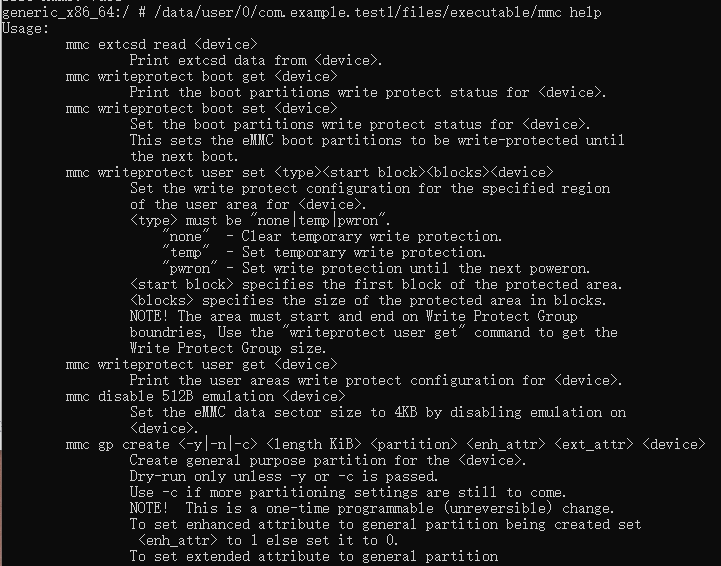 generic_x86_64:/ # /data/user/0/com.example.test1/files/executable/mmc help
Usage:
mmc extcsd read <device>
Print extcsd data from <device>.
mmc writeprotect boot get <device>
Print the boot partitions write protect status for <device>.
mmc writeprotect boot set <device>
Set the boot partitions write protect status for <device>.
This sets the eMMC boot partitions to be write-protected until
the next boot.
mmc writeprotect user set <type><start block><blocks><device>
Set the write protect configuration for the specified region
of the user area for <device>.
<type> must be "none|temp|pwron".
"none"  - Clear temporary write protection.
"temp"  - Set temporary write protection.
"pwron" - Set write protection until the next poweron.
<start block> specifies the first block of the protected area.
<blocks> specifies the size of the protected area in blocks.
NOTE! The area must start and end on Write Protect Group
boundries, Use the "writeprotect user get" command to get the
Write Protect Group size.
mmc writeprotect user get <device>
Print the user areas write protect configuration for <device>.
mmc disable 512B emulation <device>
Set the eMMC data sector size to 4KB by disabling emulation on
<device>.
mmc gp create <-y|-n|-c> <length KiB> <partition> <enh_attr> <ext_attr> <device>
Create general purpose partition for the <device>.
Dry-run only unless -y or -c is passed.
Use -c if more partitioning settings are still to come.
NOTE!  This is a one-time programmable (unreversible) change.
To set enhanced attribute to general partition being created set
<enh_attr> to 1 else set it to 0.
To set extended attribute to general partition